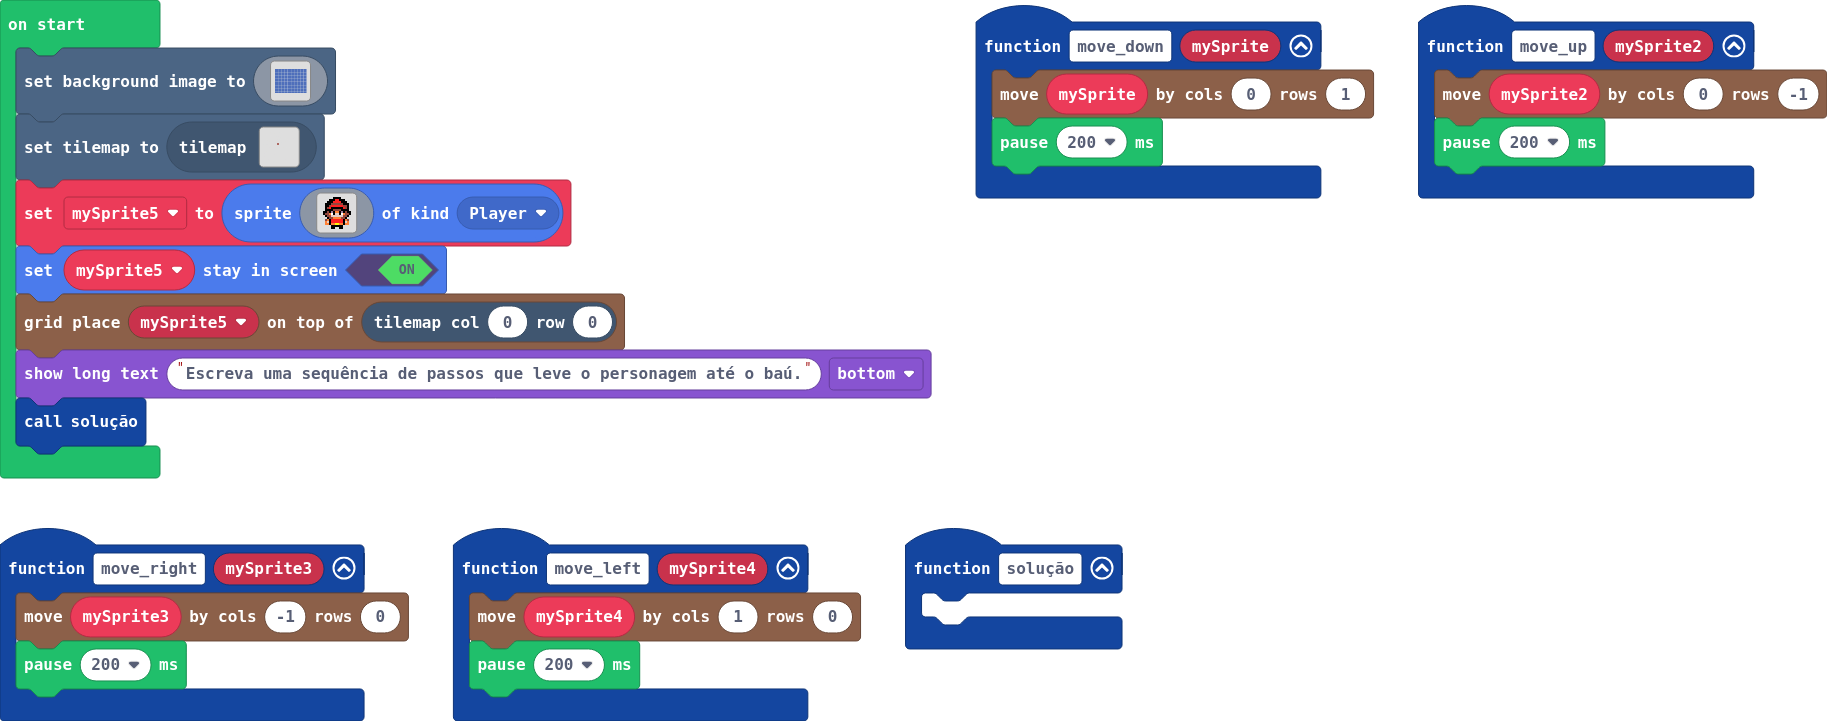 on start
set background image to
set tilemap to tilemap
set mySprite5 to sprite of kind Player
set mySprite5 stay in screen ON
grid place mySprite5 on top of tilemap col 0 row 0
show long text "Escreva uma sequência de passos que leve o personagem até o baú." bottom
call solução
function move_down mySprite
move mySprite by cols 0 rows 1
pause 200 ms
function move_up mySprite2
move mySprite2 by cols 0 rows -1
pause 200 ms
function move_right mySprite3
move mySprite3 by cols -1 rows 0
pause 200 ms
function move_left mySprite4
move mySprite4 by cols 1 rows 0
pause 200 ms
function solução